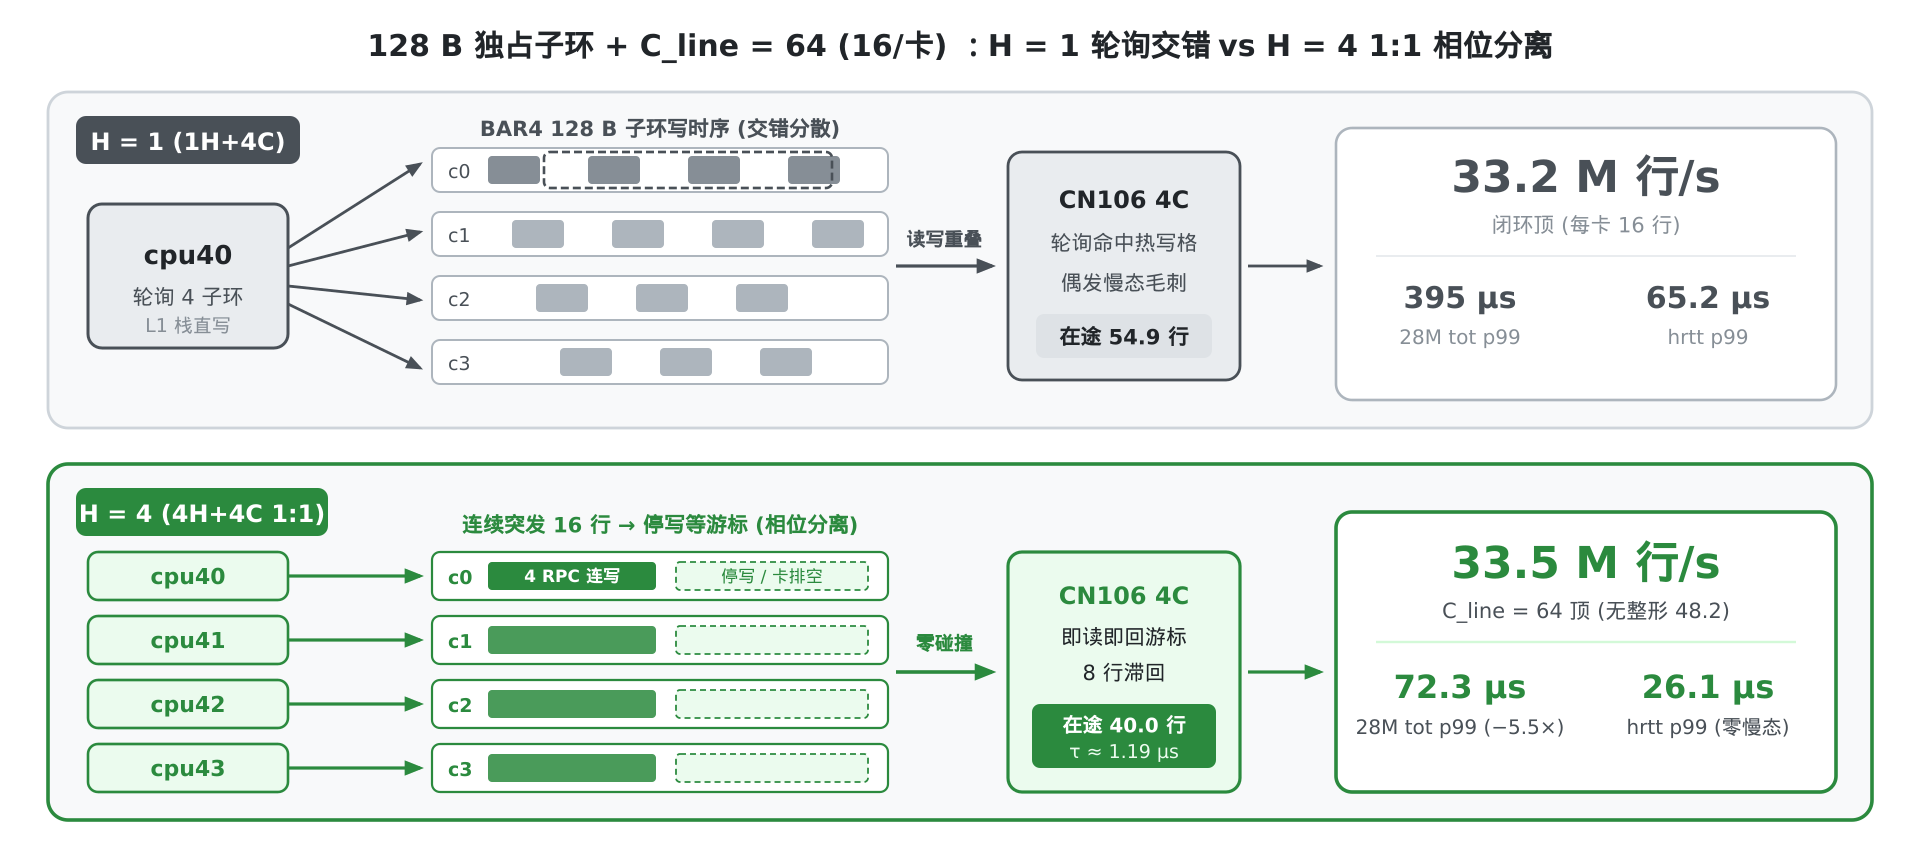 128 B 独占子环 + C_line = 64 (16/卡) ：H = 1 轮询交错 vs H = 4 1:1 相位分离
H = 1 (1H+4C)
BAR4 128 B 子环写时序 (交错分散)
cpu40
轮询 4 子环
L1 栈直写
c0
c1
c2
c3
读写重叠
CN106 4C
轮询命中热写格
偶发慢态毛刺
在途 54.9 行
33.2 M 行/s
闭环顶 (每卡 16 行)
395 µs
28M tot p99
65.2 µs
hrtt p99
H = 4 (4H+4C 1:1)
连续突发 16 行 → 停写等游标 (相位分离)
cpu40
cpu41
cpu42
cpu43
c0
4 RPC 连写
停写 / 卡排空
c1
c2
c3
零碰撞
CN106 4C
即读即回游标
8 行滞回
在途 40.0 行
τ ≈ 1.19 µs
33.5 M 行/s
C_line = 64 顶 (无整形 48.2)
72.3 µs
28M tot p99 (−5.5×)
26.1 µs
hrtt p99 (零慢态)